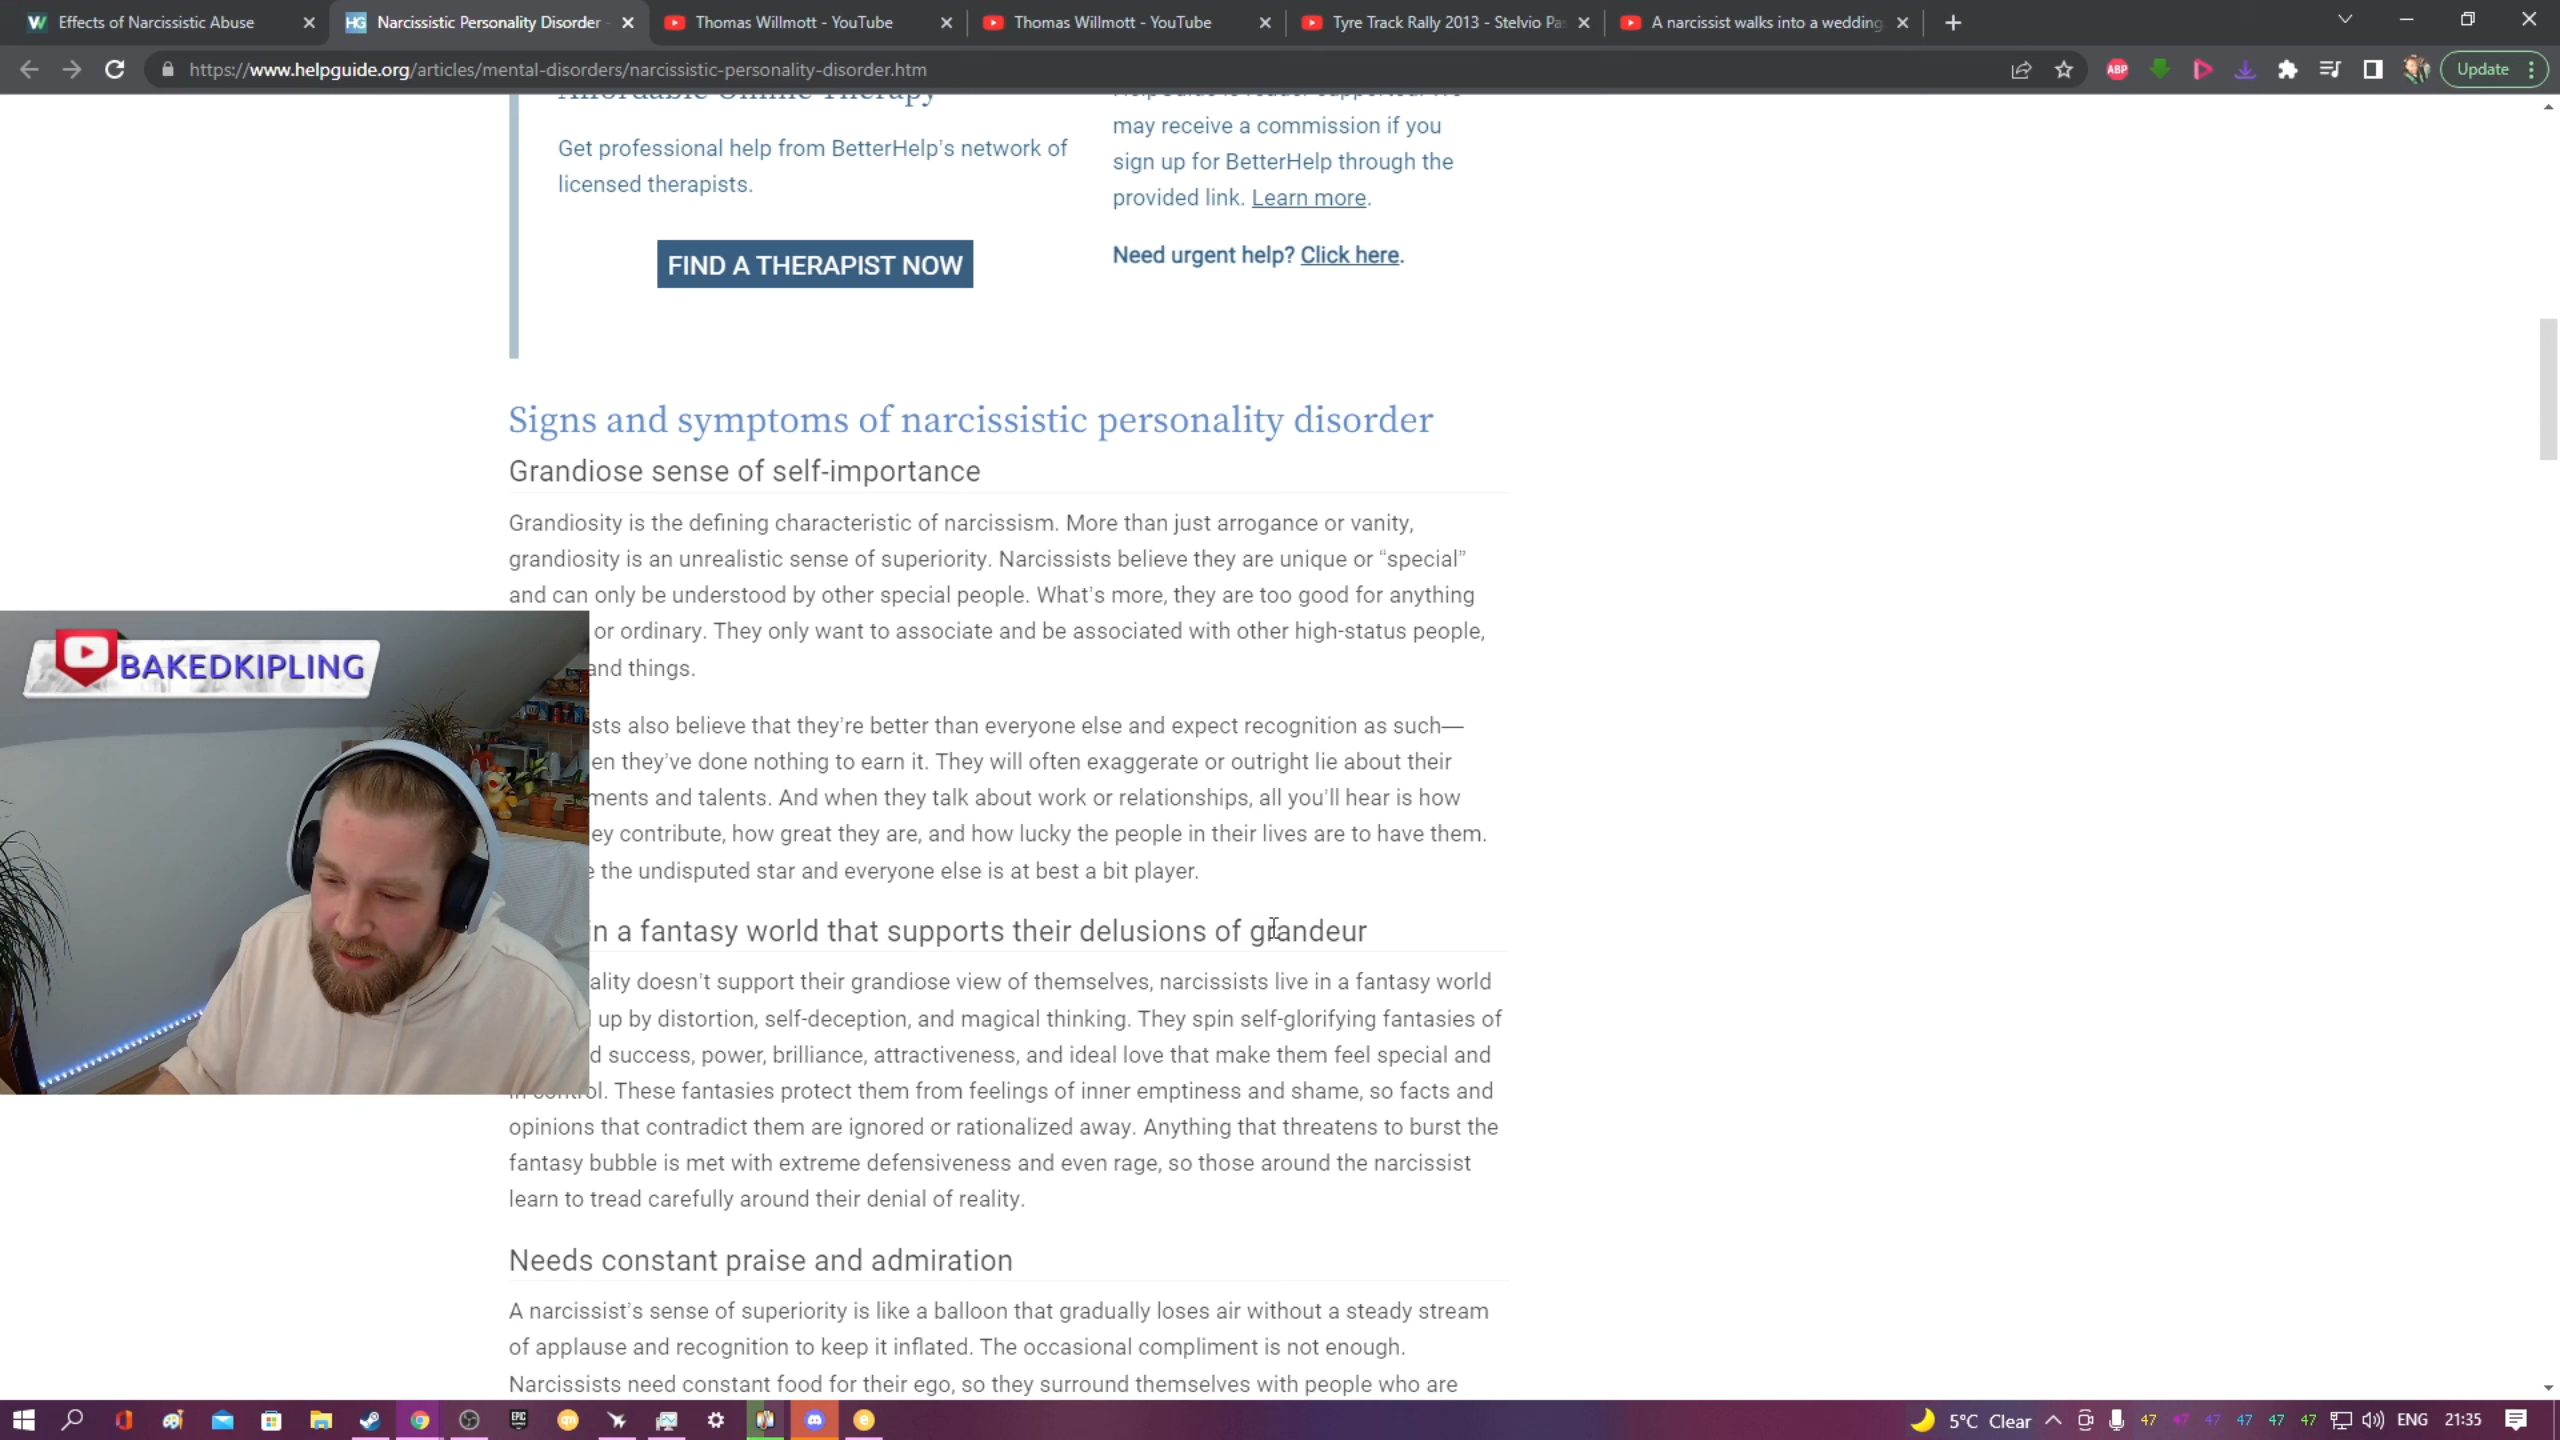 Effects of Narcissistic Abuse
Narcissistic Personality Disorder -
Thomas Willmott - YouTube
Thomas Willmott - YouTube
Tyre Track Rally 2013 - Stelvio Pa
A narcissist walks into a wedding
https://www.helpguide.org/articles/mental-disorders/narcissistic-personality-disorder.htm
ABP
Update
Affordable Online Therapy
Get professional help from BetterHelp's network of
licensed therapists.
FIND A THERAPIST NOW
HelpGuide is reader supported. We
may receive a commission if you
sign up for BetterHelp through the
provided link. Learn more.
Need urgent help? Click here.
Signs and symptoms of narcissistic personality disorder
Grandiose sense of self-importance
Grandiosity is the defining characteristic of narcissism. More than just arrogance or vanity,
grandiosity is an unrealistic sense of superiority. Narcissists believe they are unique or “special”
and can only be understood by other special people. What's more, they are too good for anything
or ordinary. They only want to associate and be associated with other high-status people,
and things.
sts also believe that they're better than everyone else and expect recognition as such—
en they've done nothing to earn it. They will often exaggerate or outright lie about their
ments and talents. And when they talk about work or relationships, all you'll hear is how
ey contribute, how great they are, and how lucky the people in their lives are to have them.
e the undisputed star and everyone else is at best a bit player.
in a fantasy world that supports their delusions of grandeur
ality doesn't support their grandiose view of themselves, narcissists live in a fantasy world
up by distortion, self-deception, and magical thinking. They spin self-glorifying fantasies of
d success, power, brilliance, attractiveness, and ideal love that make them feel special and
in control. These fantasies protect them from feelings of inner emptiness and shame, so facts and
opinions that contradict them are ignored or rationalized away. Anything that threatens to burst the
fantasy bubble is met with extreme defensiveness and even rage, so those around the narcissist
learn to tread carefully around their denial of reality.
Needs constant praise and admiration
A narcissist's sense of superiority is like a balloon that gradually loses air without a steady stream
of applause and recognition to keep it inflated. The occasional compliment is not enough.
Narcissists need constant food for their ego, so they surround themselves with people who are
BAKEDKIPLING
5°C Clear
47 47 47 47 47 47
ENG
21:35